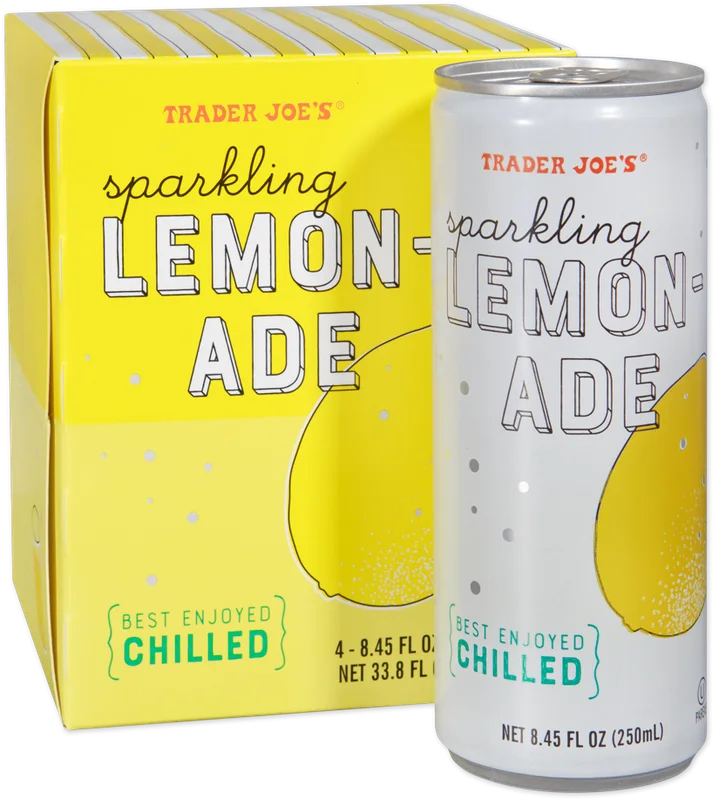 TRADER JOE'S®
sparkling
LEMON-
ADE
{BEST ENJOYED
CHILLED}
4 - 8.45 FL OZ
NET 33.8 FL
TRADER JOE'S®
sparkling
LEMON-
ADE
{BEST ENJOYED
CHILLED}
NET 8.45 FL OZ (250mL)